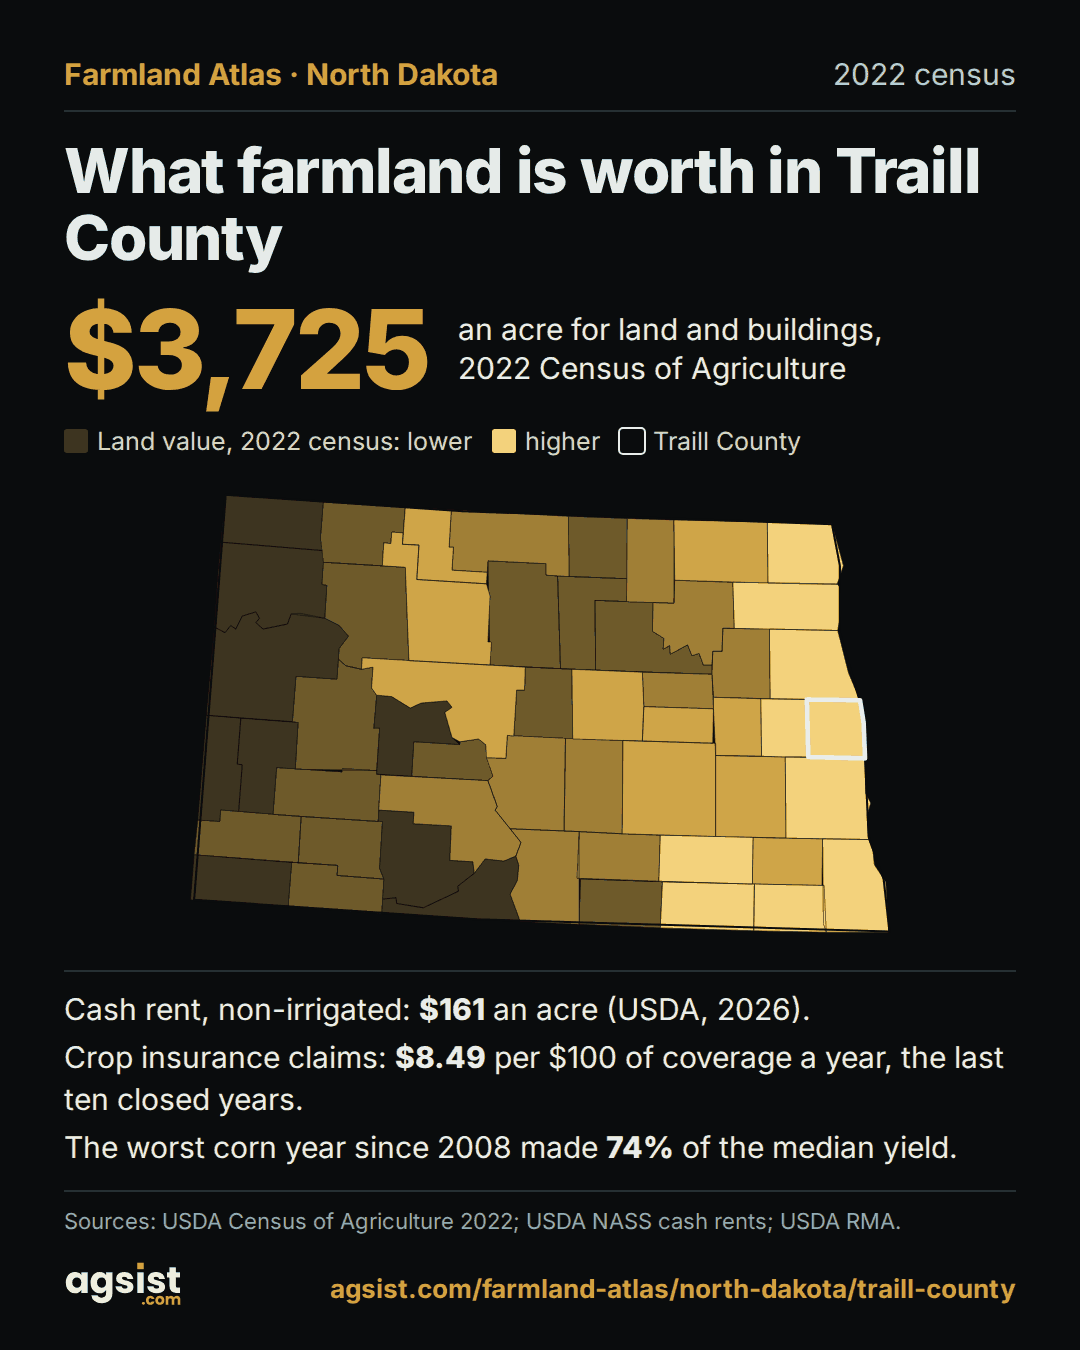 Farmland Atlas · North Dakota
2022 census
What farmland is worth in Traill
County
$3,725
an acre for land and buildings,
2022 Census of Agriculture
Land value, 2022 census: lower
higher
Traill County
Cash rent, non-irrigated: $161 an acre (USDA, 2026).
Crop insurance claims: $8.49 per $100 of coverage a year, the last
ten closed years.
The worst corn year since 2008 made 74% of the median yield.
Sources: USDA Census of Agriculture 2022; USDA NASS cash rents; USDA RMA.
agsist
.com
agsist.com/farmland-atlas/north-dakota/traill-county